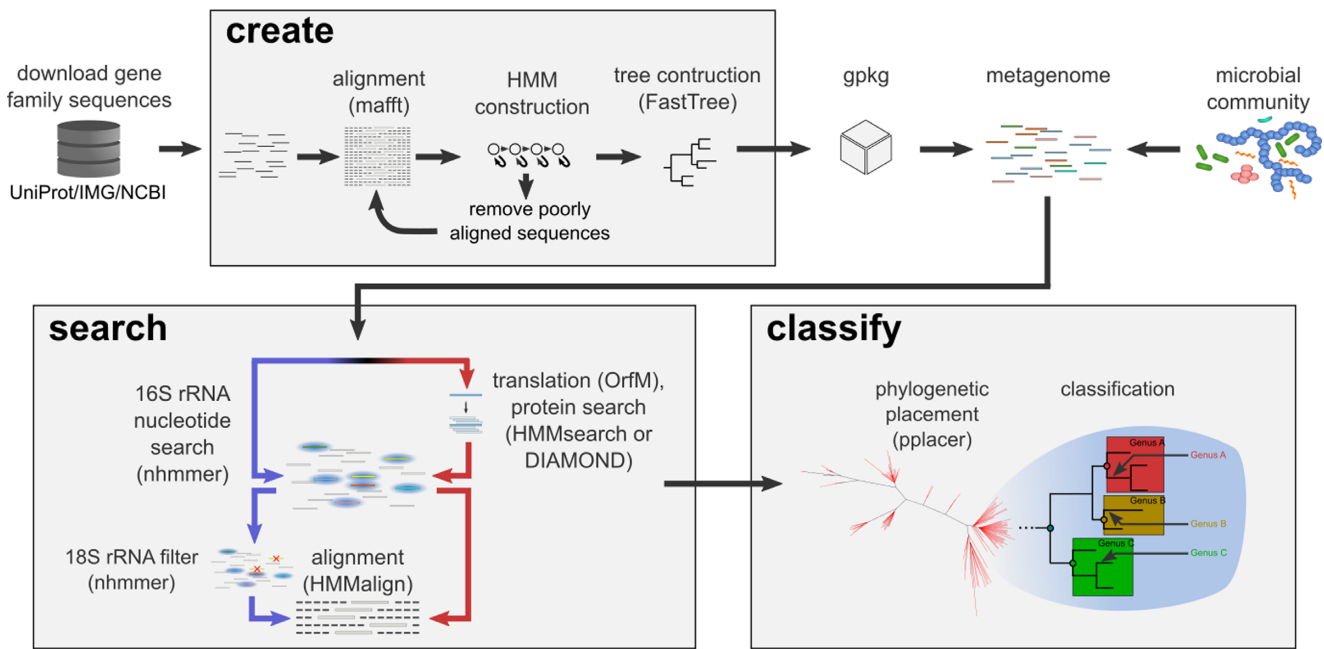 create
download gene
family sequences
UniProt/IMG/NCBI
alignment
(mafft)
HMM
construction
tree contruction
(FastTree)
remove poorly
aligned sequences
gpkg
metagenome
microbial
community
search
16S rRNA
nucleotide
search
(nhmmer)
translation (OrfM),
protein search
(HMMsearch or
DIAMOND)
18S rRNA filter
(nhmmer)
alignment
(HMMalign)
classify
phylogenetic
placement
(pplacer)
classification
Genus A
Genus A
Genus B
Genus B
Genus C
Genus C